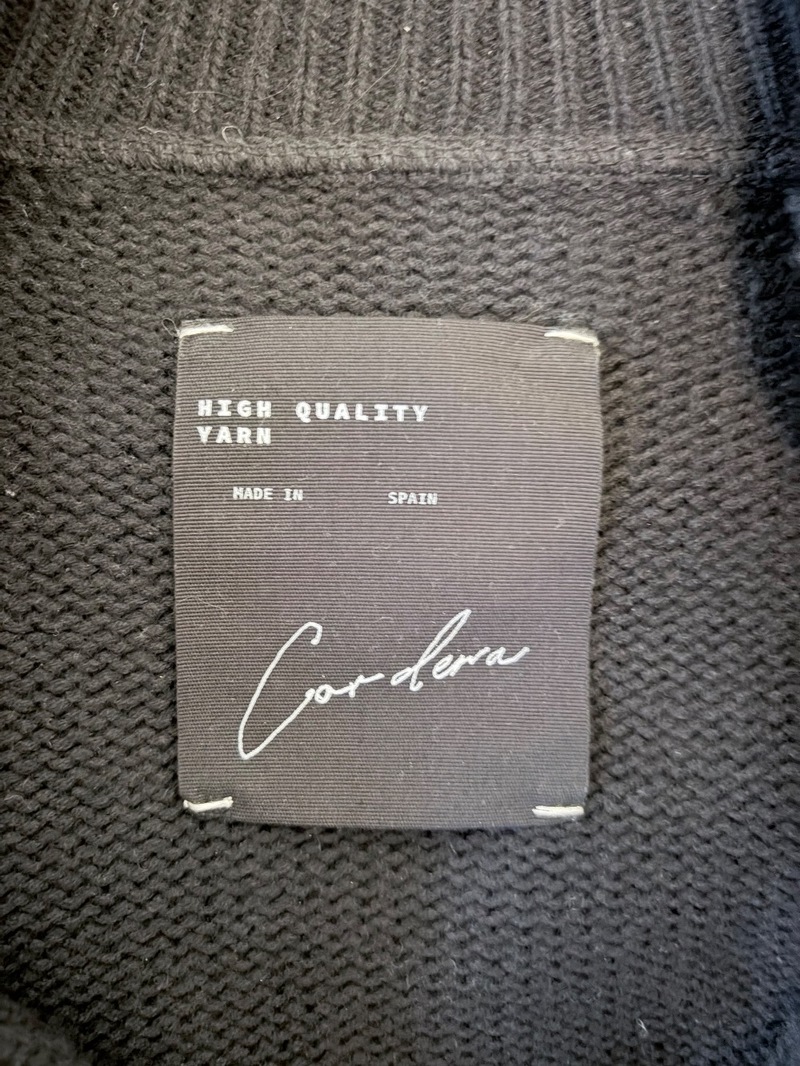 HIGH QUALITY
YARN
MADE IN SPAIN
Cordera